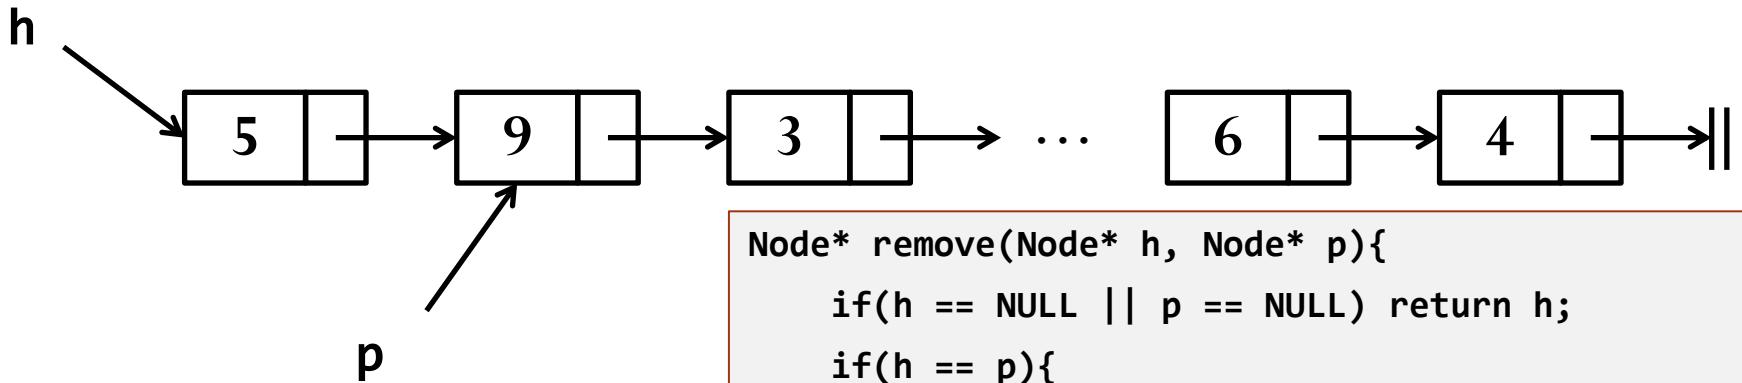 h
5 9 3 ... 6 4
p
Node* remove(Node* h, Node* p){
if(h == NULL || p == NULL) return h;
if(h == p){